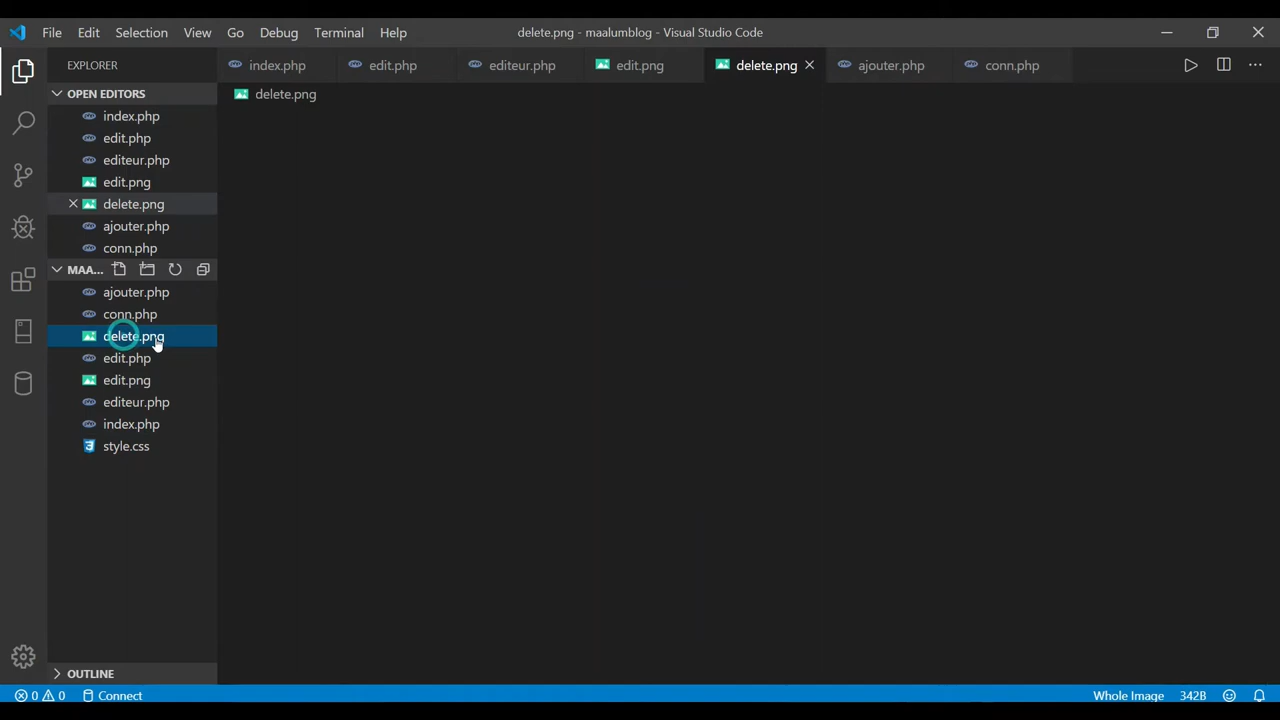 File Edit Selection View Go Debug Terminal Help delete.png - maalumblog - Visual Studio Code
EXPLORER
index.php edit.php editeur.php edit.png delete.png ajouter.php conn.php
OPEN EDITORS
delete.png
index.php
edit.php
editeur.php
edit.png
delete.png
ajouter.php
conn.php
MAA...
ajouter.php
conn.php
delete.png
edit.php
edit.png
editeur.php
index.php
style.css
OUTLINE
0 0 Connect Whole Image 342B